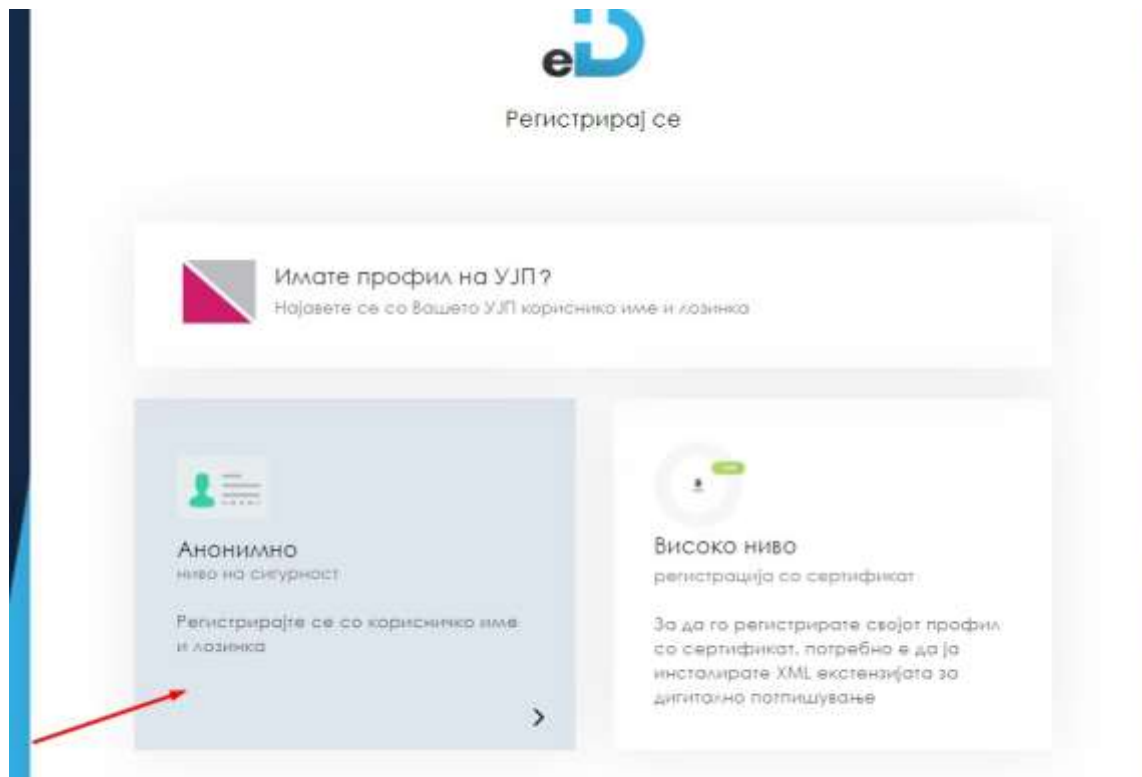 eID
Регистрирај се
Имате профил на УЈП?
Најавете се со Вашето УЈП корисникo име и лозинка
Анонимно
ниво на сигурност
Регистрирајте се со корисничко име
и лозинка
Високо ниво
регистрација со сертификат
За да го регистрирате својот профил
со сертификат, потребно е да ја
инсталирате XML екстензијата за
дигитално потпишување